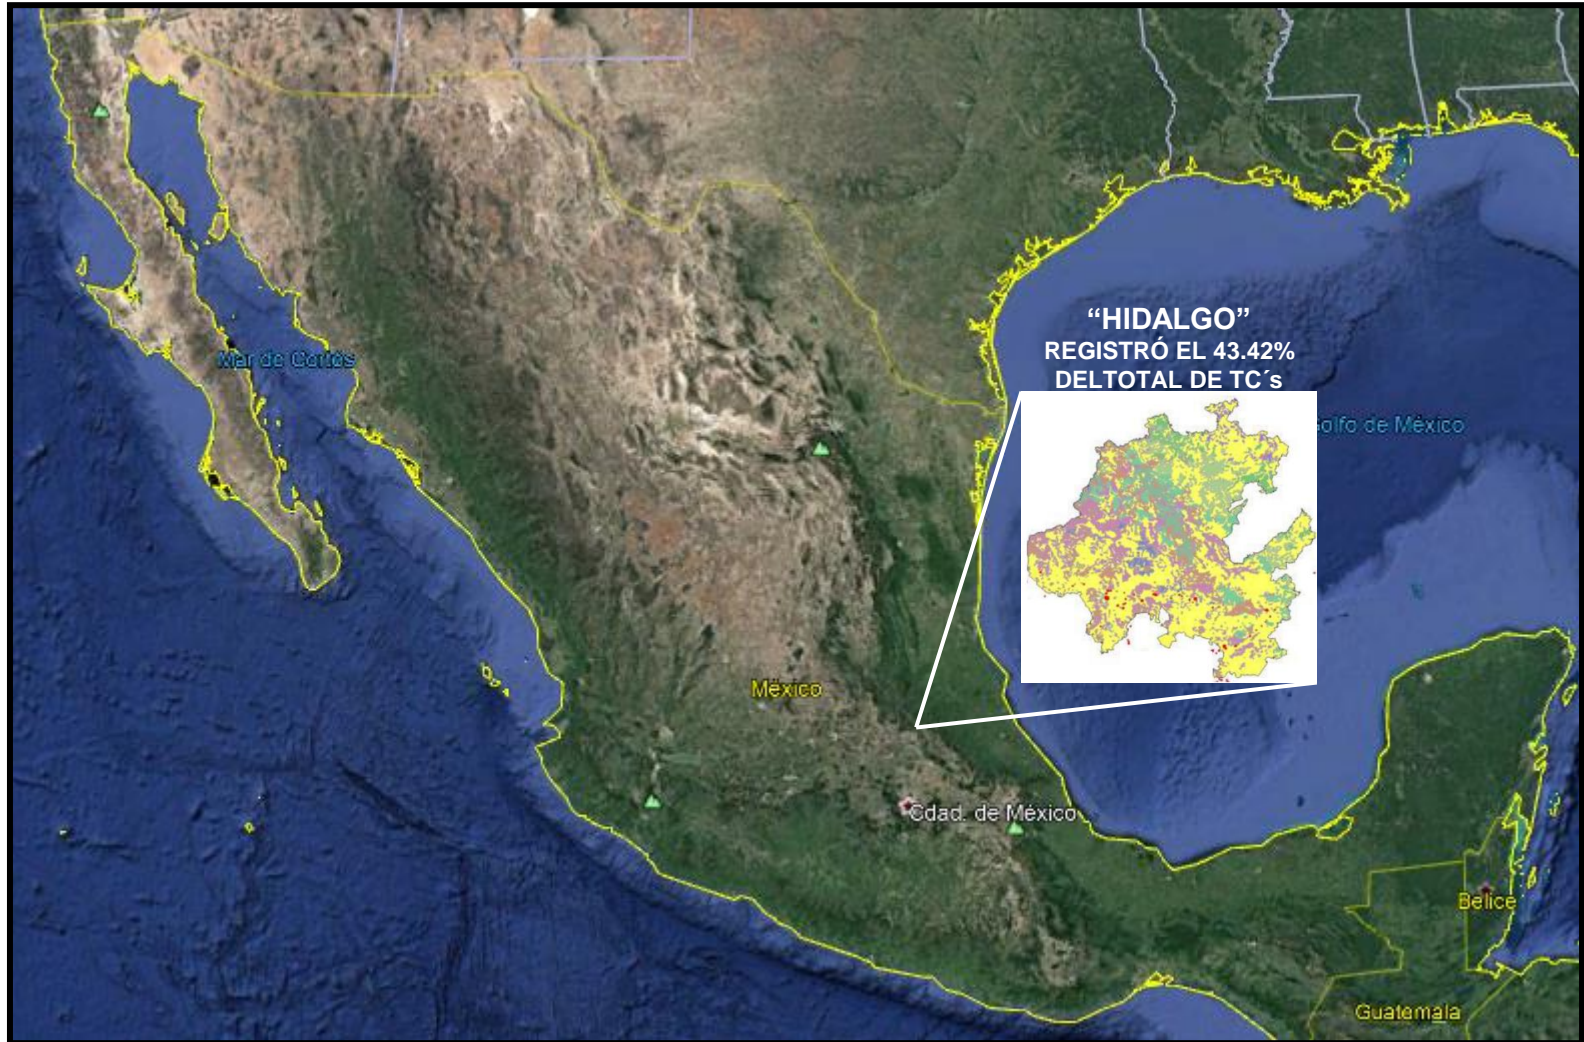 “HIDALGO”
REGISTRÓ EL 43.42%
DELTOTAL DE TC´s
Mar de Cortés
Golfo de México
México
Cdad. de México
Belice
Guatemala